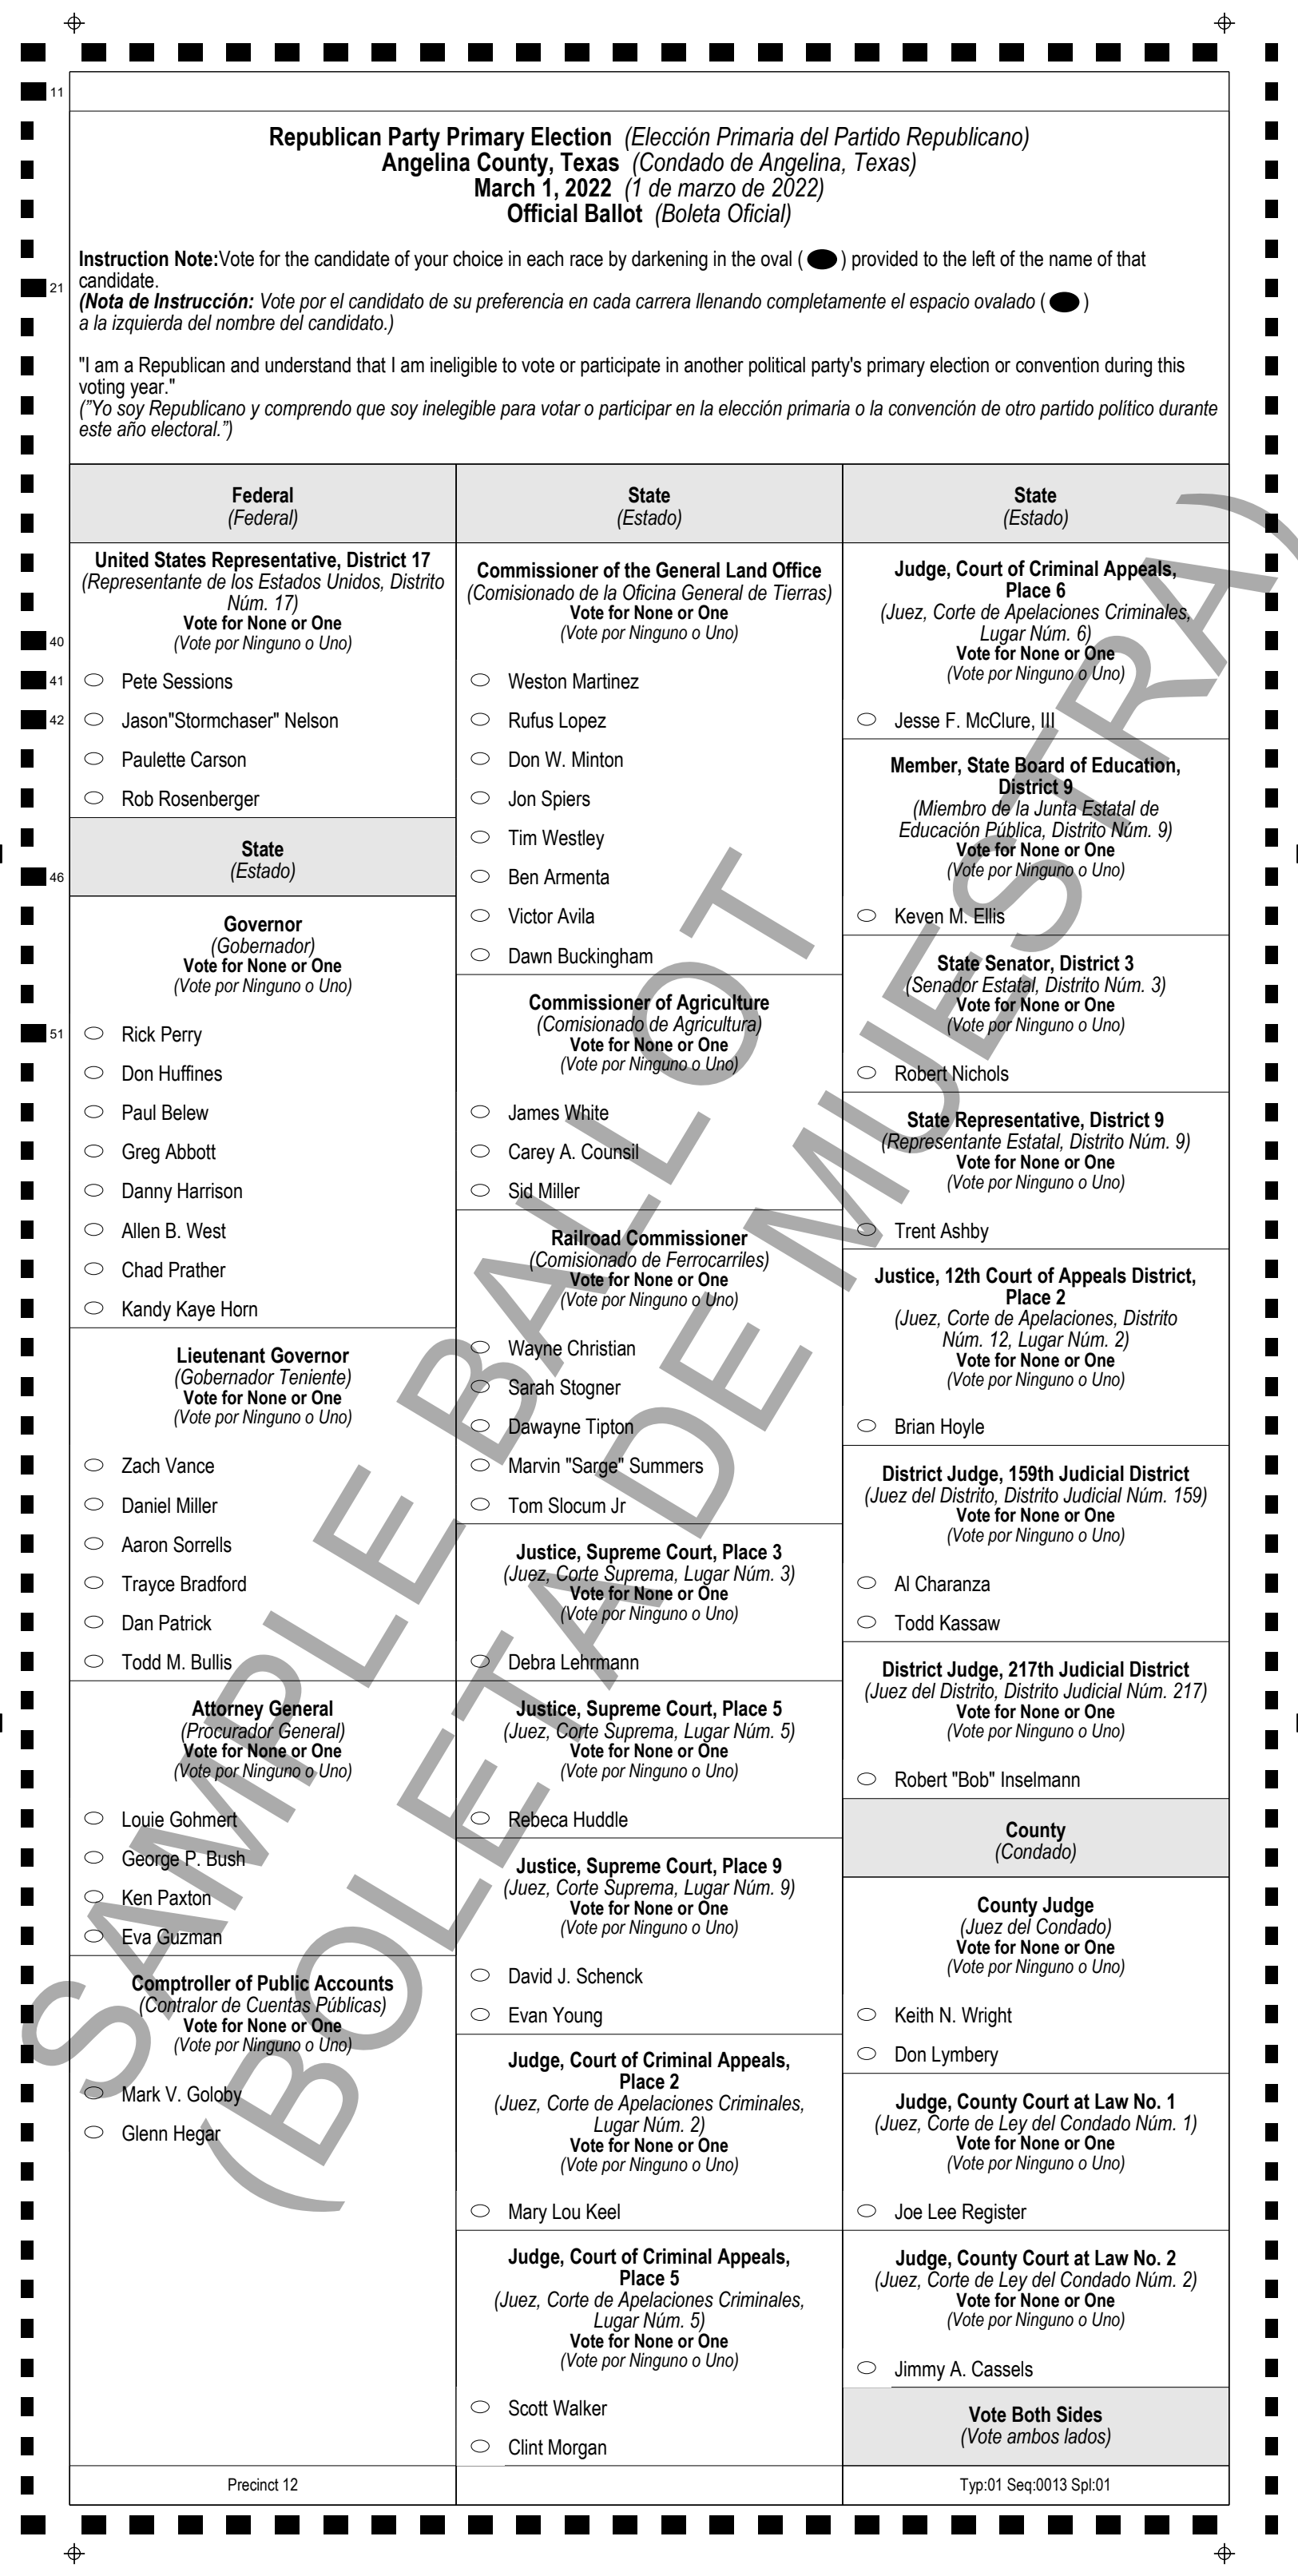 11
Republican Party Primary Election (Elección Primaria del Partido Republicano)
Angelina County, Texas (Condado de Angelina, Texas)
March 1, 2022 (1 de marzo de 2022)
Official Ballot (Boleta Oficial)
Instruction Note:Vote for the candidate of your choice in each race by darkening in the oval ( ) provided to the left of the name of that
candidate.
21
(Nota de Instrucción: Vote por el candidato de su preferencia en cada carrera llenando completamente el espacio ovalado ( )
a la izquierda del nombre del candidato.)
"I am a Republican and understand that I am ineligible to vote or participate in another political party's primary election or convention during this
voting year."
("Yo soy Republicano y comprendo que soy inelegible para votar o participar en la elección primaria o la convención de otro partido político durante
este año electoral.")
Federal
(Federal)
United States Representative, District 17
(Representante de los Estados Unidos, Distrito
Núm. 17)
Vote for None or One
(Vote por Ninguno o Uno)
40
41
Pete Sessions
42
Jason"Stormchaser" Nelson
Paulette Carson
Rob Rosenberger
State
(Estado)
46
Governor
(Gobernador)
Vote for None or One
(Vote por Ninguno o Uno)
51
Rick Perry
Don Huffines
Paul Belew
Greg Abbott
Danny Harrison
Allen B. West
Chad Prather
Kandy Kaye Horn
Lieutenant Governor
(Gobernador Teniente)
Vote for None or One
(Vote por Ninguno o Uno)
Zach Vance
Daniel Miller
Aaron Sorrells
Trayce Bradford
Dan Patrick
Todd M. Bullis
Attorney General
(Procurador General)
Vote for None or One
(Vote por Ninguno o Uno)
Louie Gohmert
George P. Bush
Ken Paxton
Eva Guzman
Comptroller of Public Accounts
(Contralor de Cuentas Públicas)
Vote for None or One
(Vote por Ninguno o Uno)
Mark V. Goloby
Glenn Hegar
Precinct 12
State
(Estado)
Commissioner of the General Land Office
(Comisionado de la Oficina General de Tierras)
Vote for None or One
(Vote por Ninguno o Uno)
Weston Martinez
Rufus Lopez
Don W. Minton
Jon Spiers
Tim Westley
Ben Armenta
Victor Avila
Dawn Buckingham
Commissioner of Agriculture
(Comisionado de Agricultura)
Vote for None or One
(Vote por Ninguno o Uno)
James White
Carey A. Counsil
Sid Miller
Railroad Commissioner
(Comisionado de Ferrocarriles)
Vote for None or One
(Vote por Ninguno o Uno)
Wayne Christian
Sarah Stogner
Dawayne Tipton
Marvin "Sarge" Summers
Tom Slocum Jr
Justice, Supreme Court, Place 3
(Juez, Corte Suprema, Lugar Núm. 3)
Vote for None or One
(Vote por Ninguno o Uno)
Debra Lehrmann
Justice, Supreme Court, Place 5
(Juez, Corte Suprema, Lugar Núm. 5)
Vote for None or One
(Vote por Ninguno o Uno)
Rebeca Huddle
Justice, Supreme Court, Place 9
(Juez, Corte Suprema, Lugar Núm. 9)
Vote for None or One
(Vote por Ninguno o Uno)
David J. Schenck
Evan Young
Judge, Court of Criminal Appeals,
Place 2
(Juez, Corte de Apelaciones Criminales,
Lugar Núm. 2)
Vote for None or One
(Vote por Ninguno o Uno)
Mary Lou Keel
Judge, Court of Criminal Appeals,
Place 5
(Juez, Corte de Apelaciones Criminales,
Lugar Núm. 5)
Vote for None or One
(Vote por Ninguno o Uno)
Scott Walker
Clint Morgan
State
(Estado)
Judge, Court of Criminal Appeals,
Place 6
(Juez, Corte de Apelaciones Criminales,
Lugar Núm. 6)
Vote for None or One
(Vote por Ninguno o Uno)
Jesse F. McClure, III
Member, State Board of Education,
District 9
(Miembro de la Junta Estatal de
Educación Pública, Distrito Núm. 9)
Vote for None or One
(Vote por Ninguno o Uno)
Keven M. Ellis
State Senator, District 3
(Senador Estatal, Distrito Núm. 3)
Vote for None or One
(Vote por Ninguno o Uno)
Robert Nichols
State Representative, District 9
(Representante Estatal, Distrito Núm. 9)
Vote for None or One
(Vote por Ninguno o Uno)
Trent Ashby
Justice, 12th Court of Appeals District,
Place 2
(Juez, Corte de Apelaciones, Distrito
Núm. 12, Lugar Núm. 2)
Vote for None or One
(Vote por Ninguno o Uno)
Brian Hoyle
District Judge, 159th Judicial District
(Juez del Distrito, Distrito Judicial Núm. 159)
Vote for None or One
(Vote por Ninguno o Uno)
Al Charanza
Todd Kassaw
District Judge, 217th Judicial District
(Juez del Distrito, Distrito Judicial Núm. 217)
Vote for None or One
(Vote por Ninguno o Uno)
Robert "Bob" Inselmann
County
(Condado)
County Judge
(Juez del Condado)
Vote for None or One
(Vote por Ninguno o Uno)
Keith N. Wright
Don Lymbery
Judge, County Court at Law No. 1
(Juez, Corte de Ley del Condado Núm. 1)
Vote for None or One
(Vote por Ninguno o Uno)
Joe Lee Register
Judge, County Court at Law No. 2
(Juez, Corte de Ley del Condado Núm. 2)
Vote for None or One
(Vote por Ninguno o Uno)
Jimmy A. Cassels
Vote Both Sides
(Vote ambos lados)
Typ:01 Seq:0013 Spl:01
SAMPLE BALLOT
(BOLETA DE MUESTRA)